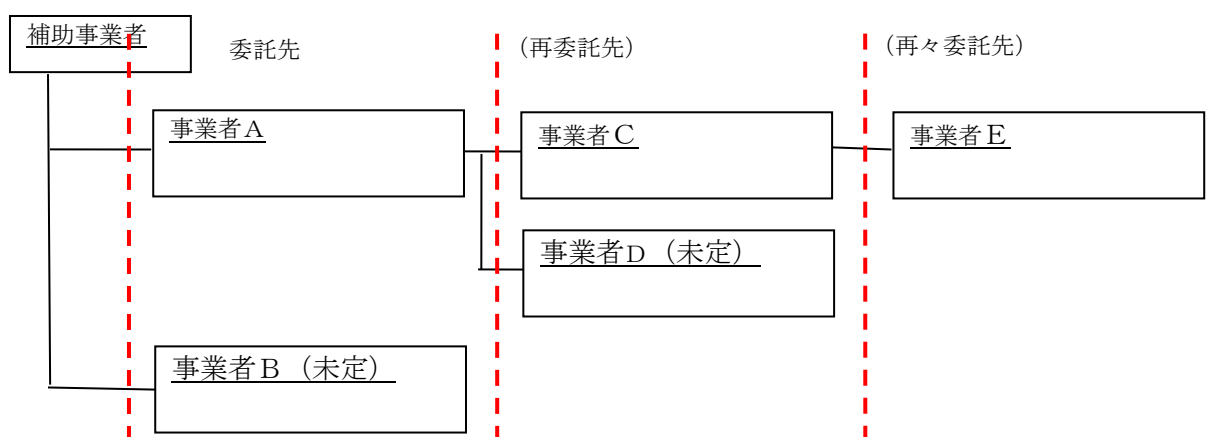 補助事業者
委託先
(再委託先)
(再々委託先)
事業者A
事業者C
事業者E
事業者D(未定)
事業者B(未定)